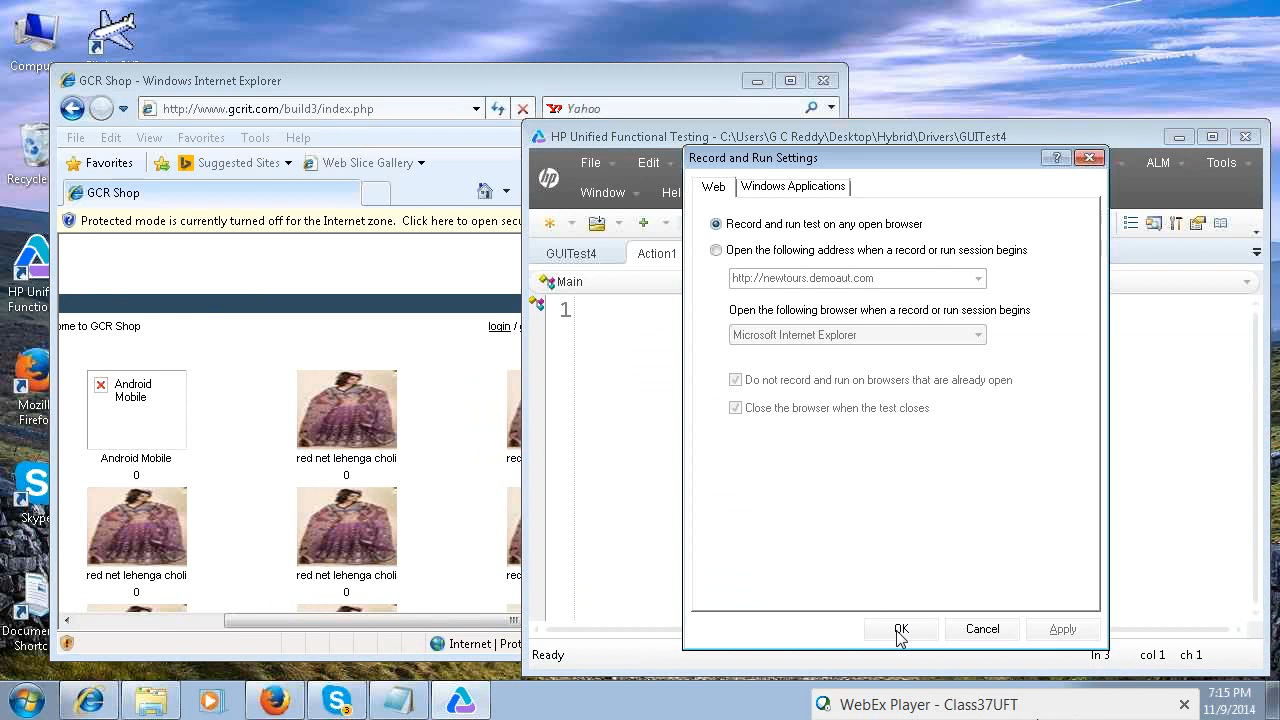 Compu
GCR Shop - Windows Internet Explorer
http://www.gcrit.com/build3/index.php
Yahoo
File Edit View Favorites Tools Help
Favorites
Suggested Sites
Web Slice Gallery
GCR Shop
Protected mode is currently turned off for the Internet zone. Click here to open secu
ome to GCR Shop
login /
Android
Mobile
Android Mobile
0
red net lehenga choli
0
rec
red net lehenga choli
0
red net lehenga choli
0
rec
Internet | Prot
HP Unified Functional Testing - C:\Users\G C Reddy\Desktop\Hybrid\Drivers\GUITest4
hp
File Edit ALM Tools
Window Hel
GUITest4
Action1
Main
1
Ready
ln 3 col 1 ch 1
Record and Run Settings
Web
Windows Applications
Record and run test on any open browser
Open the following address when a record or run session begins
http://newtours.demoaut.com
Open the following browser when a record or run session begins
Microsoft Internet Explorer
Do not record and run on browsers that are already open
Close the browser when the test closes
OK Cancel Apply
Recycle
HP Unifi
Functio
Mozil
Firefo
Skype
Docum
Shortc
WebEx Player - Class37UFT
7:15 PM
11/9/2014